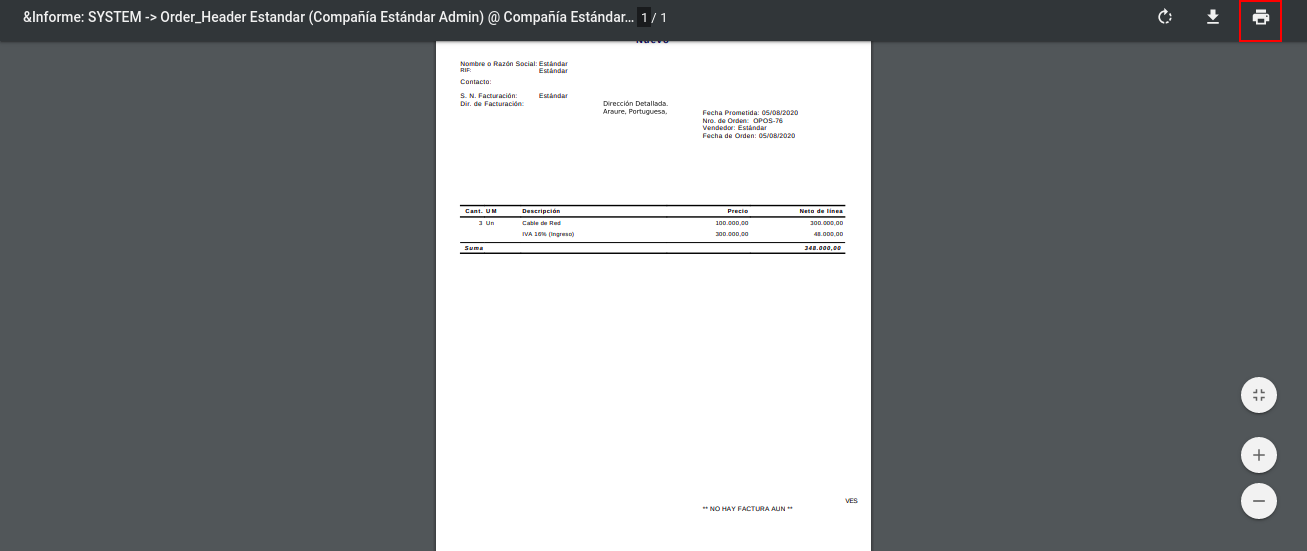 &Informe: SYSTEM -> Order_Header Estandar (Compañía Estándar Admin) @ Compañía Estándar... 1 / 1
Nombre o Razón Social: Estándar
RIF: Estándar
Contacto:
S. N. Facturación: Estándar
Dir. de Facturación:
Dirección Detallada.
Araure, Portuguesa,
Fecha Prometida: 05/08/2020
Nro. de Orden: OPOS-76
Vendedor: Estándar
Fecha de Orden: 05/08/2020
Cant. U M Descripción Precio Neto de línea
3 Un Cable de Red 100.000,00 300.000,00
IVA 16% (Ingreso) 300.000,00 48.000,00
Suma 348.000,00
VES
** NO HAY FACTURA AUN **